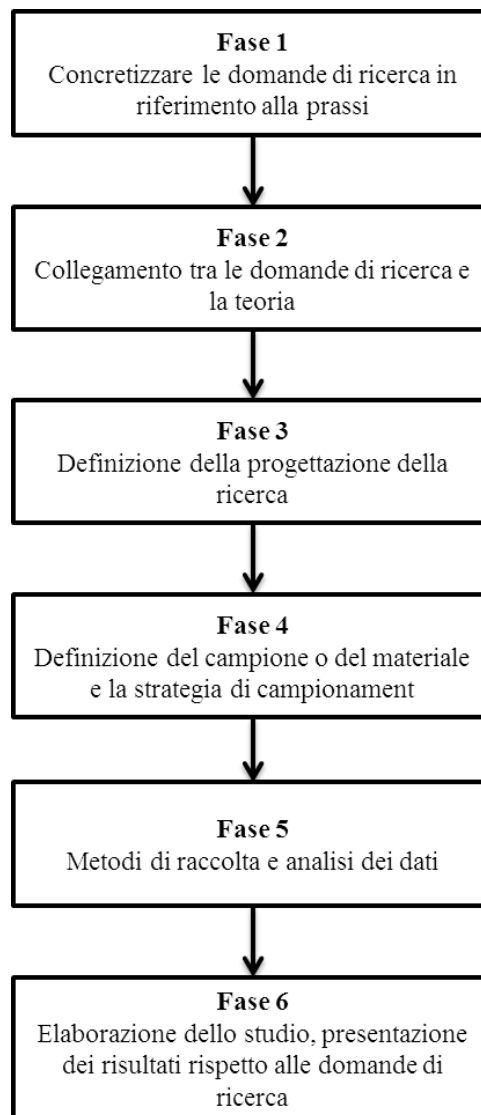 Fase 1
Concretizzare le domande di ricerca in
riferimento alla prassi
Fase 2
Collegamento tra le domande di ricerca e
la teoria
Fase 3
Definizione della progettazione della
ricerca
Fase 4
Definizione del campione o del materiale
e la strategia di campionament
Fase 5
Metodi di raccolta e analisi dei dati
Fase 6
Elaborazione dello studio, presentazione
dei risultati rispetto alle domande di
ricerca